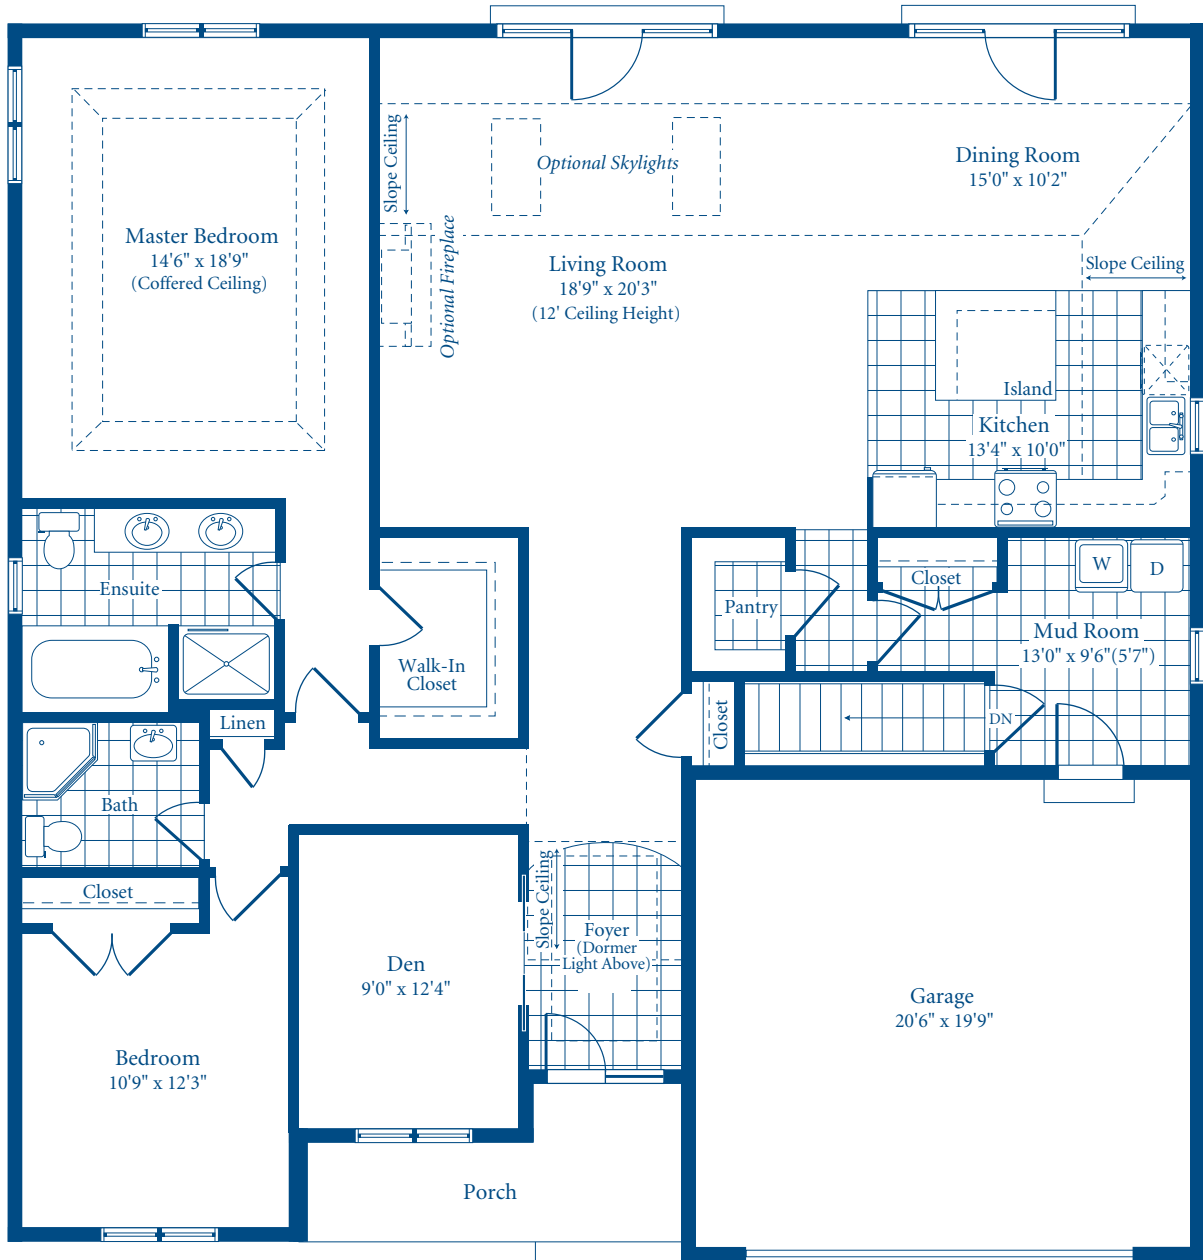 Master Bedroom
14'6" x 18'9"
(Coffered Ceiling)
Slope Ceiling
Optional Skylights
Optional Fireplace
Living Room
18'9" x 20'3"
(12' Ceiling Height)
Dining Room
15'0" x 10'2"
Slope Ceiling
Island
Kitchen
13'4" x 10'0"
Ensuite
Walk-In
Closet
Pantry
Closet
W
D
Mud Room
13'0" x 9'6"(5'7")
Linen
Closet
DN
Bath
Closet
Den
9'0" x 12'4"
Slope Ceiling
Foyer
(Dormer
Light Above)
Garage
20'6" x 19'9"
Bedroom
10'9" x 12'3"
Porch